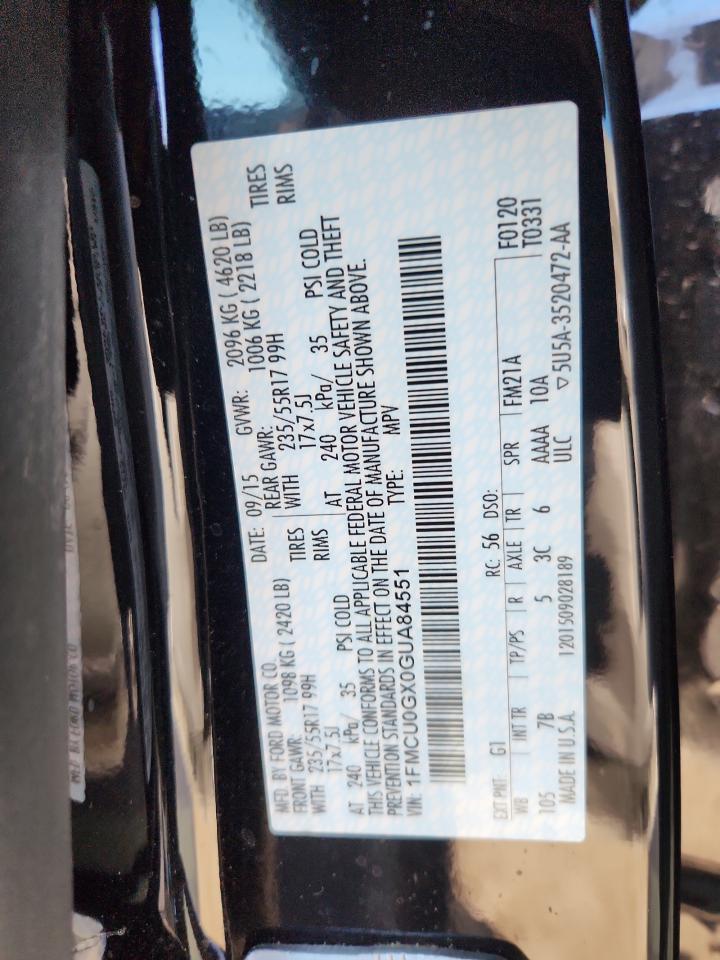 MFD. BY FORD MOTOR CO. DATE: 09/15 GVWR: 2096 KG ( 4620 LB)
FRONT GAWR: 1098 KG ( 2420 LB) REAR GAWR: 1006 KG ( 2218 LB)
WITH 235/55R17 99H TIRES WITH 235/55R17 99H TIRES
17x7.5J RIMS 17x7.5J RIMS
AT 240 kPa/ 35 PSI COLD AT 240 kPa/ 35 PSI COLD
THIS VEHICLE CONFORMS TO ALL APPLICABLE FEDERAL MOTOR VEHICLE SAFETY AND THEFT
PREVENTION STANDARDS IN EFFECT ON THE DATE OF MANUFACTURE SHOWN ABOVE.
VIN: 1FMCU0GX0GUA84551 TYPE: MPV
EXT PNT: G1 RC: 56 DSO: F0120
WB INT TR TP/PS R AXLE TR SPR FM21A T0331
105 7B 5 3C 6 AAAA 10A
MADE IN U.S.A. 1201509028189 ULC ▽5U5A-3520472-AA